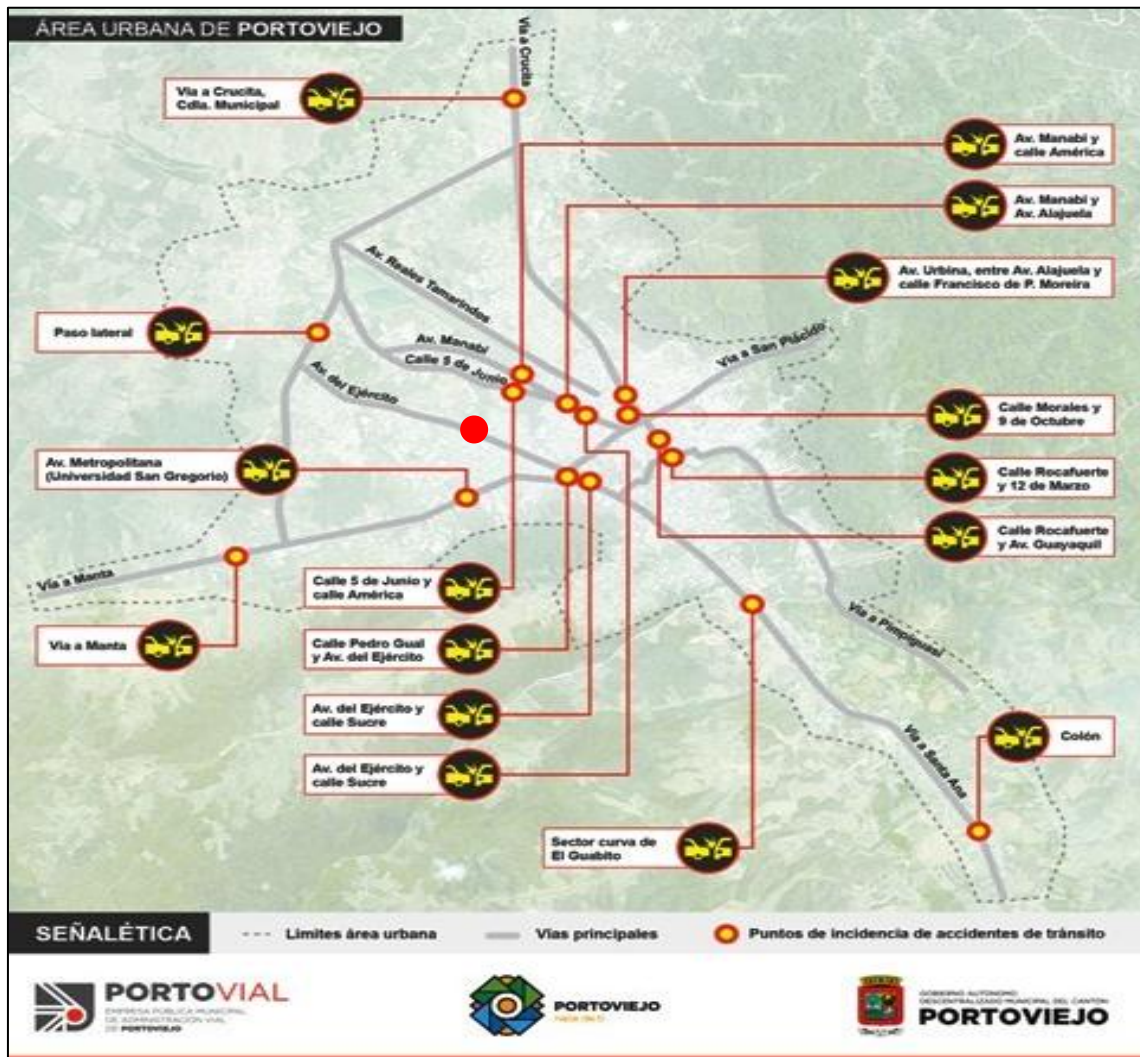 ÁREA URBANA DE PORTOVIEJO
Vía a Crucita
Vía a Crucita,
Cdla. Municipal
Av. Manabí y
calle América
Av. Manabí y
Av. Alajuela
Av. Urbina, entre Av. Alajuela y
calle Francisco de P. Moreira
Av. Reales Tamarindos
Paso lateral
Av. Manabí
Calle 5 de Junio
Vía a San Plácido
Av. del Ejército
Calle Morales y
9 de Octubre
Av. Metropolitana
(Universidad San Gregorio)
Calle Rocafuerte
y 12 de Marzo
Calle Rocafuerte
y Av. Guayaquil
Vía a Manta
Calle 5 de Junio y
calle América
Vía a Manta
Calle Pedro Gual
y Av. del Ejército
Vía a Pimpiguasí
Av. del Ejército y
calle Sucre
Vía a Santa Ana
Colón
Av. del Ejército y
calle Sucre
Sector curva de
El Guabito
SEÑALÉTICA
Limites área urbana
Vías principales
Puntos de incidencia de accidentes de tránsito
PORTOVIAL
EMPRESA PÚBLICA MUNICIPAL
DE ADMINISTRACIÓN VIAL
DE PORTOVIEJO
PORTOVIEJO
GOBIERNO AUTÓNOMO
DESCENTRALIZADO MUNICIPAL DEL CANTÓN
PORTOVIEJO